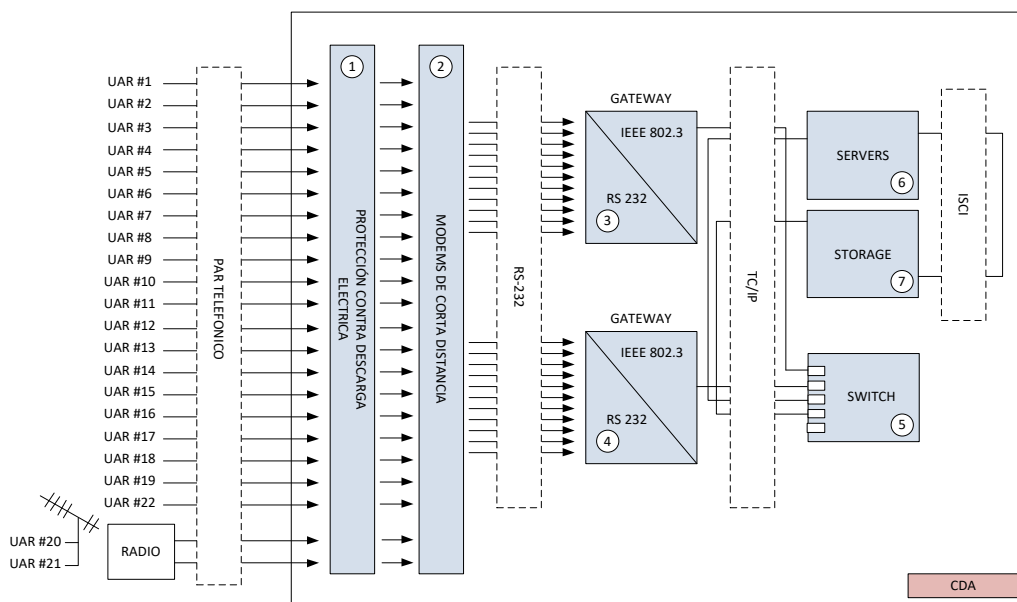 UAR #1
UAR #2
UAR #3
UAR #4
UAR #5
UAR #6
UAR #7
UAR #8
UAR #9
UAR #10
UAR #11
UAR #12
UAR #13
UAR #14
UAR #15
UAR #16
UAR #17
UAR #18
UAR #19
UAR #22
UAR #20
UAR #21
RADIO
PAR TELEFONICO
1
PROTECCIÓN CONTRA DESCARGA
ELECTRICA
2
MODEMS DE CORTA DISTANCIA
RS-232
GATEWAY
IEEE 802.3
RS 232
3
GATEWAY
IEEE 802.3
RS 232
4
TC/IP
SERVERS
6
STORAGE
7
SWITCH
5
ISCI
CDA